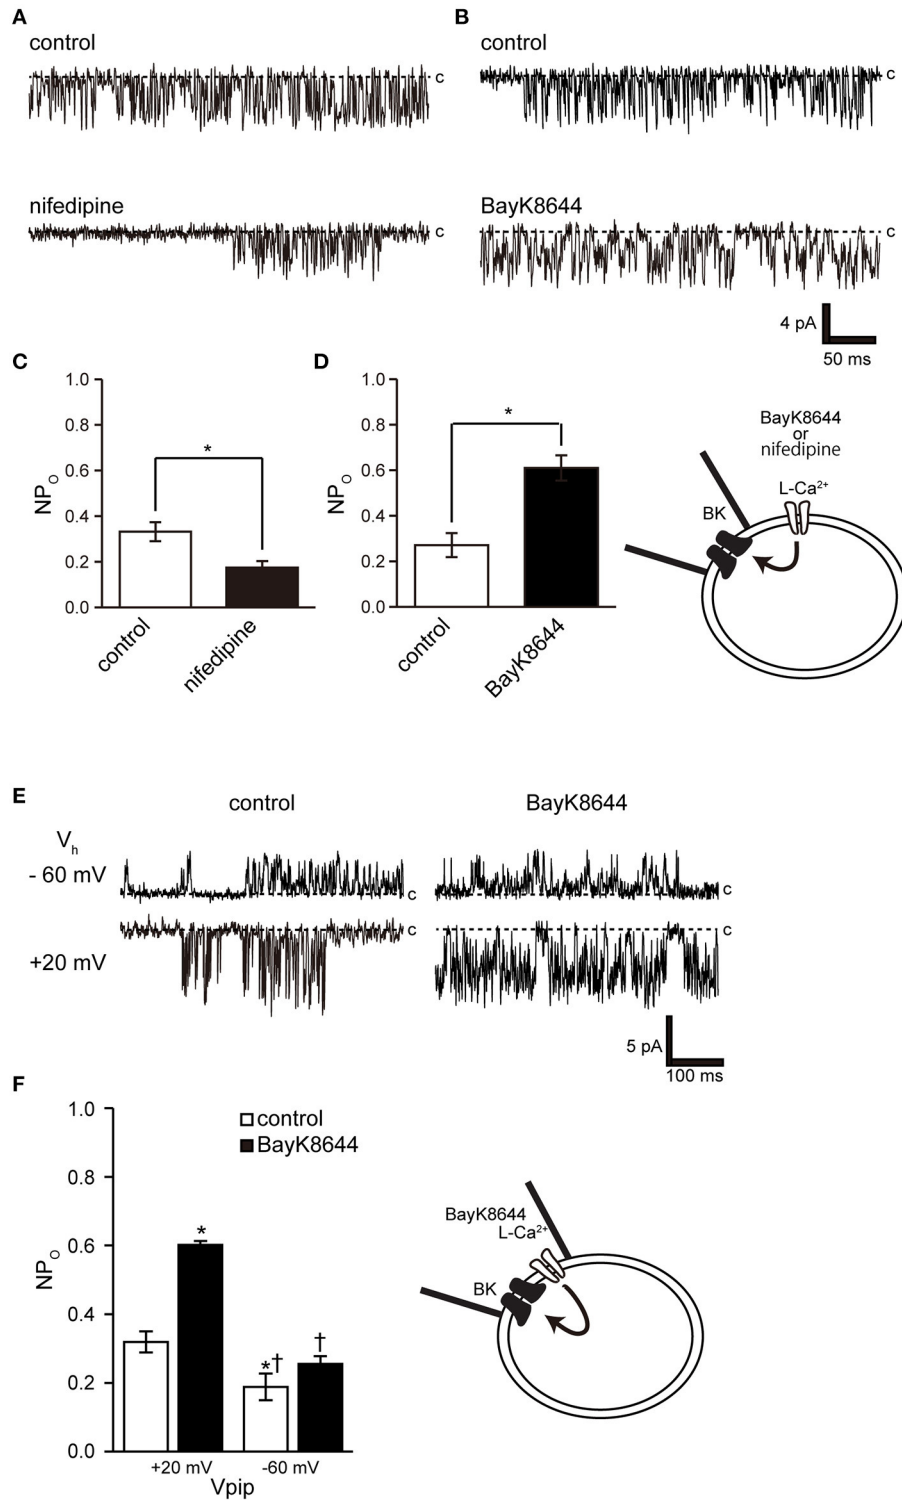 A
B
control
c
control
c
nifedipine
c
BayK8644
c
4 pA
50 ms
C
1.0
0.8
0.6
0.4
0.2
0.0
NPO
*
control
nifedipine
D
1.0
0.8
0.6
0.4
0.2
0.0
NPO
*
control
BayK8644
BayK8644
or
nifedipine
L-Ca2+
BK
E
control
BayK8644
Vh
- 60 mV
c
c
+20 mV
c
c
5 pA
100 ms
F
1.0
0.8
0.6
0.4
0.2
0.0
NPO
control
BayK8644
*
*†
†
+20 mV
-60 mV
Vpip
BayK8644
L-Ca2+
BK